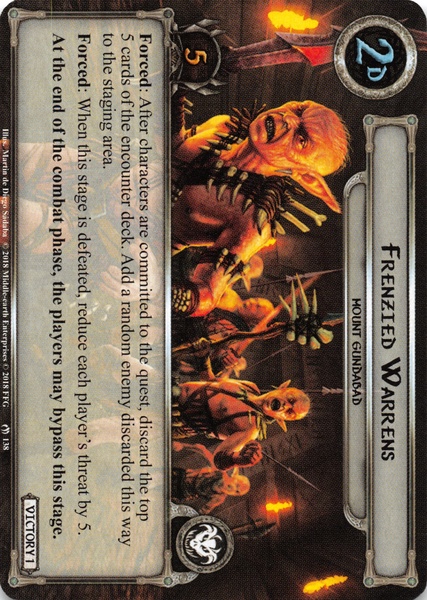 2D
FRENZIED WARRENS
MOUNT GUNDABAD
5
Forced: After characters are committed to the quest, discard the top
5 cards of the encounter deck. Add a random enemy discarded this way
to the staging area.
Forced: When this stage is defeated, reduce each player's threat by 5.
At the end of the combat phase, the players may bypass this stage.
VICTORY 1
Illus. Martin de Diego Sádaba © 2018 Middle-earth Enterprises © 2018 FFG 138